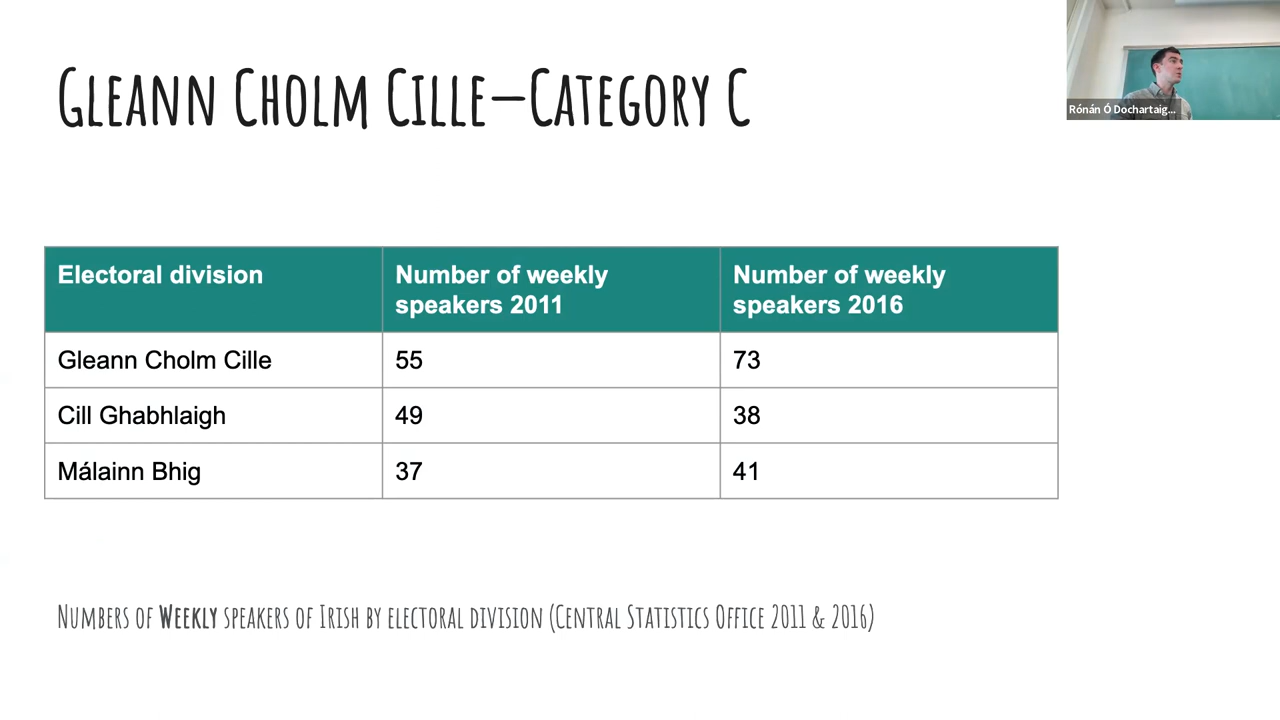 GLEANN CHOLM CILLE—CATEGORY C
Rónán Ó Dochartaig...
Electoral division
Number of weekly
speakers 2011
Number of weekly
speakers 2016
Gleann Cholm Cille
55
73
Cill Ghabhlaigh
49
38
Málainn Bhig
37
41
NUMBERS OF WEEKLY SPEAKERS OF IRISH BY ELECTORAL DIVISION (CENTRAL STATISTICS OFFICE 2011 & 2016)